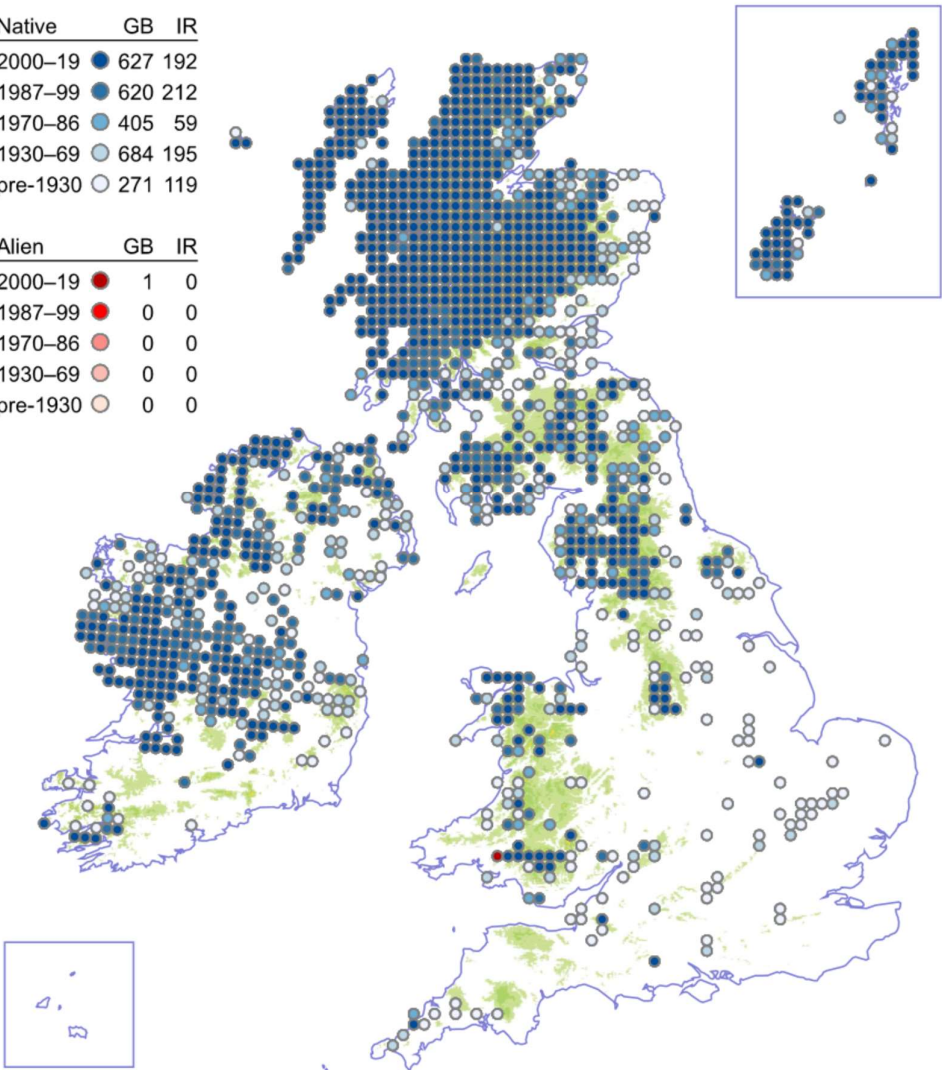 Native GB IR
2000–19 627 192
1987–99 620 212
1970–86 405 59
1930–69 684 195
pre-1930 271 119
Alien GB IR
2000–19 1 0
1987–99 0 0
1970–86 0 0
1930–69 0 0
pre-1930 0 0